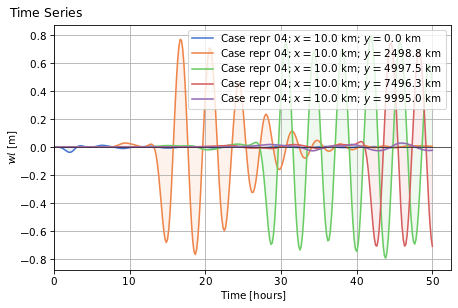 Time Series
Case repr 04; x = 10.0 km; y = 0.0 km
Case repr 04; x = 10.0 km; y = 2498.8 km
Case repr 04; x = 10.0 km; y = 4997.5 km
Case repr 04; x = 10.0 km; y = 7496.3 km
Case repr 04; x = 10.0 km; y = 9995.0 km
wl [m]
0.8
0.6
0.4
0.2
0.0
−0.2
−0.4
−0.6
−0.8
0 10 20 30 40 50
Time [hours]